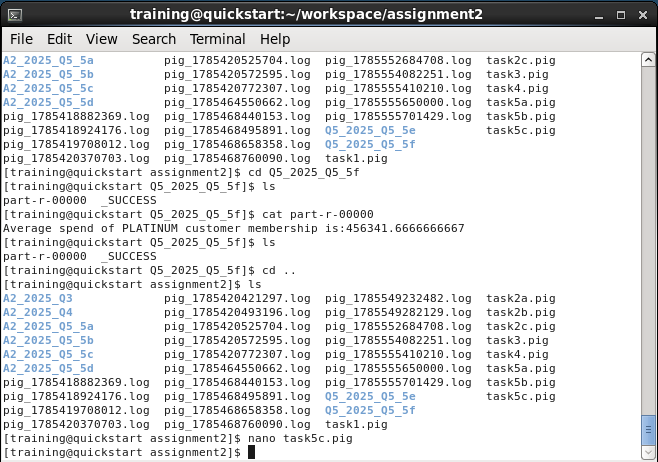 training@quickstart:~/workspace/assignment2
File Edit View Search Terminal Help
A2_2025_Q5_5a pig_1785420525704.log pig_1785552684708.log task2c.pig
A2_2025_Q5_5b pig_1785420572595.log pig_1785554082251.log task3.pig
A2_2025_Q5_5c pig_1785420772307.log pig_1785555410210.log task4.pig
A2_2025_Q5_5d pig_1785464550662.log pig_1785555650000.log task5a.pig
pig_1785418882369.log pig_1785468440153.log pig_1785555701429.log task5b.pig
pig_1785418924176.log pig_1785468495891.log Q5_2025_Q5_5e task5c.pig
pig_1785419708012.log pig_1785468658358.log Q5_2025_Q5_5f
pig_1785420370703.log pig_1785468760090.log task1.pig
[training@quickstart assignment2]$ cd Q5_2025_Q5_5f
[training@quickstart Q5_2025_Q5_5f]$ ls
part-r-00000 _SUCCESS
[training@quickstart Q5_2025_Q5_5f]$ cat part-r-00000
Average spend of PLATINUM customer membership is:456341.6666666667
[training@quickstart Q5_2025_Q5_5f]$ ls
part-r-00000 _SUCCESS
[training@quickstart Q5_2025_Q5_5f]$ cd ..
[training@quickstart assignment2]$ ls
A2_2025_Q3 pig_1785420421297.log pig_1785549232482.log task2a.pig
A2_2025_Q4 pig_1785420493196.log pig_1785549282129.log task2b.pig
A2_2025_Q5_5a pig_1785420525704.log pig_1785552684708.log task2c.pig
A2_2025_Q5_5b pig_1785420572595.log pig_1785554082251.log task3.pig
A2_2025_Q5_5c pig_1785420772307.log pig_1785555410210.log task4.pig
A2_2025_Q5_5d pig_1785464550662.log pig_1785555650000.log task5a.pig
pig_1785418882369.log pig_1785468440153.log pig_1785555701429.log task5b.pig
pig_1785418924176.log pig_1785468495891.log Q5_2025_Q5_5e task5c.pig
pig_1785419708012.log pig_1785468658358.log Q5_2025_Q5_5f
pig_1785420370703.log pig_1785468760090.log task1.pig
[training@quickstart assignment2]$ nano task5c.pig
[training@quickstart assignment2]$